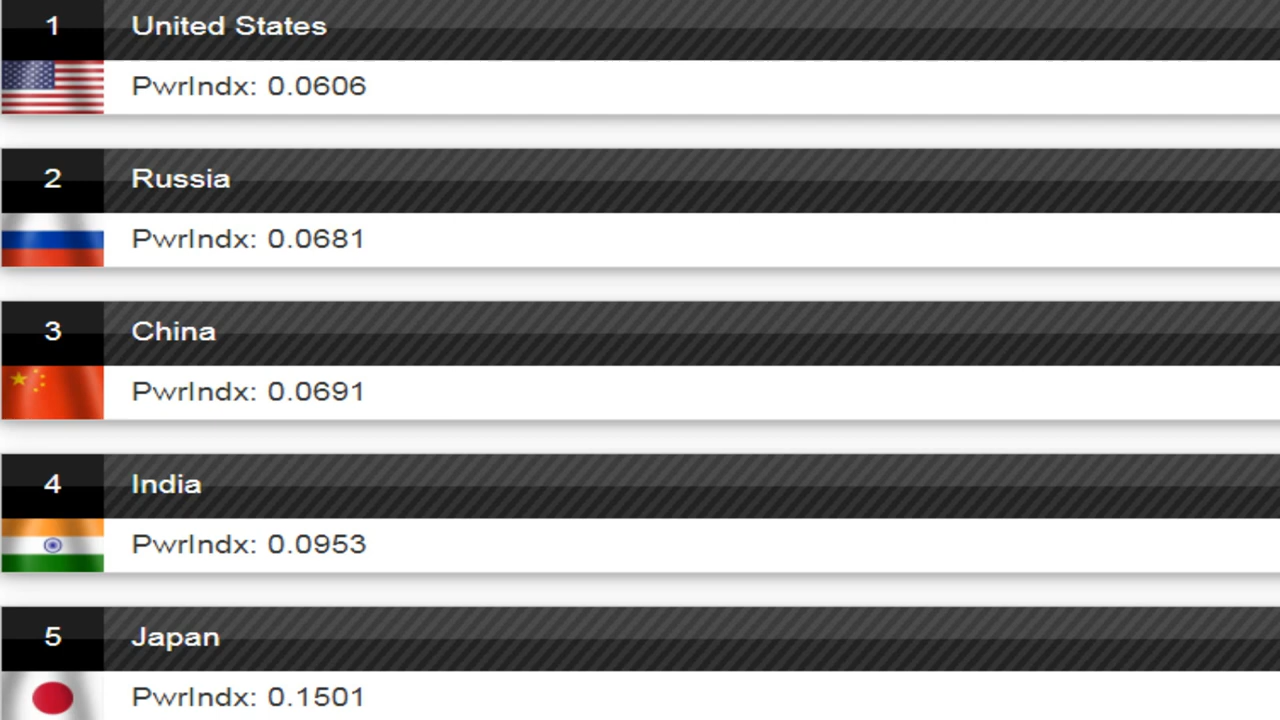 1 United States
PwrIndx: 0.0606
2 Russia
PwrIndx: 0.0681
3 China
PwrIndx: 0.0691
4 India
PwrIndx: 0.0953
5 Japan
PwrIndx: 0.1501